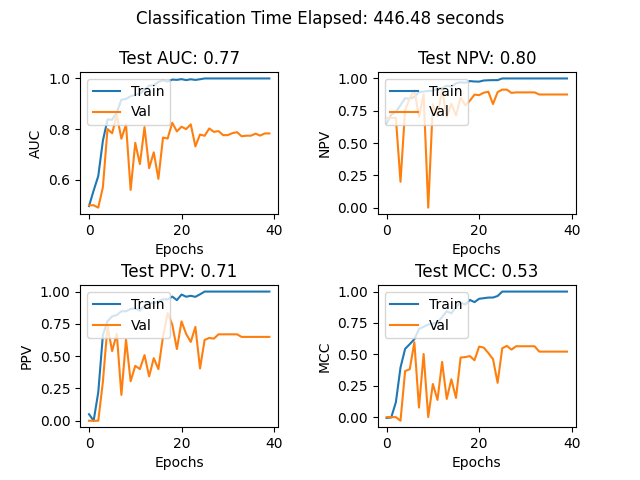 Classification Time Elapsed: 446.48 seconds
Test AUC: 0.77
1.0
0.8
0.6
AUC
Train
Val
0
20
40
Epochs
Test NPV: 0.80
1.00
0.75
0.50
0.25
0.00
NPV
Train
Val
0
20
40
Epochs
Test PPV: 0.71
1.00
0.75
0.50
0.25
0.00
PPV
Train
Val
0
20
40
Epochs
Test MCC: 0.53
1.00
0.75
0.50
0.25
0.00
MCC
Train
Val
0
20
40
Epochs